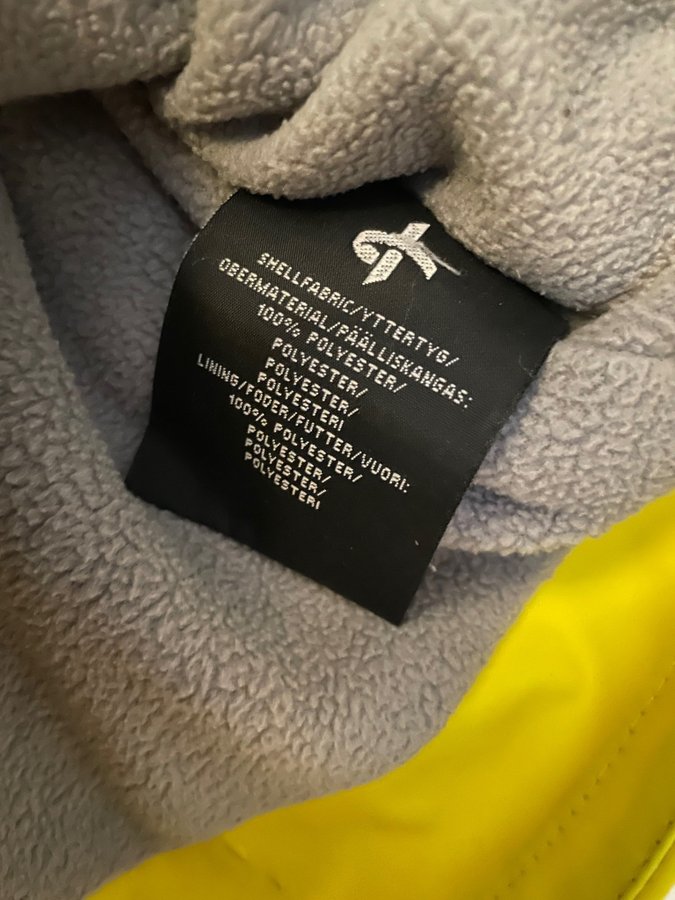 SHELLFABRIC/YTTERTYG/
OBERMATERIAL/PÄÄLLISKANGAS:
100% POLYESTER/
POLYESTER/
POLYESTER/
POLYESTERI
LINING/FODER/FUTTER/VUORI:
100% POLYESTER/
POLYESTER/
POLYESTER/
POLYESTERI